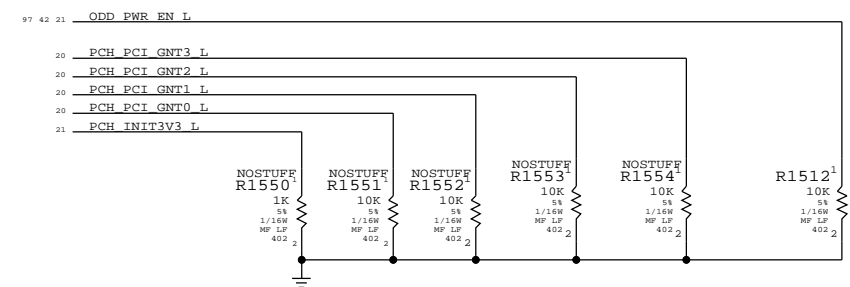 97 42 21 ODD_PWR_EN_L
20 PCH_PCI_GNT3_L
20 PCH_PCI_GNT2_L
20 PCH_PCI_GNT1_L
20 PCH_PCI_GNT0_L
21 PCH_INIT3V3_L
NOSTUFF
R1550 1
1K
5%
1/16W
MF LF
402 2
NOSTUFF
R1551 1
10K
5%
1/16W
MF LF
402 2
NOSTUFF
R1552 1
10K
5%
1/16W
MF LF
402 2
NOSTUFF
R1553 1
10K
5%
1/16W
MF LF
402 2
NOSTUFF
R1554 1
10K
5%
1/16W
MF LF
402 2
R1512 1
10K
5%
1/16W
MF LF
402 2